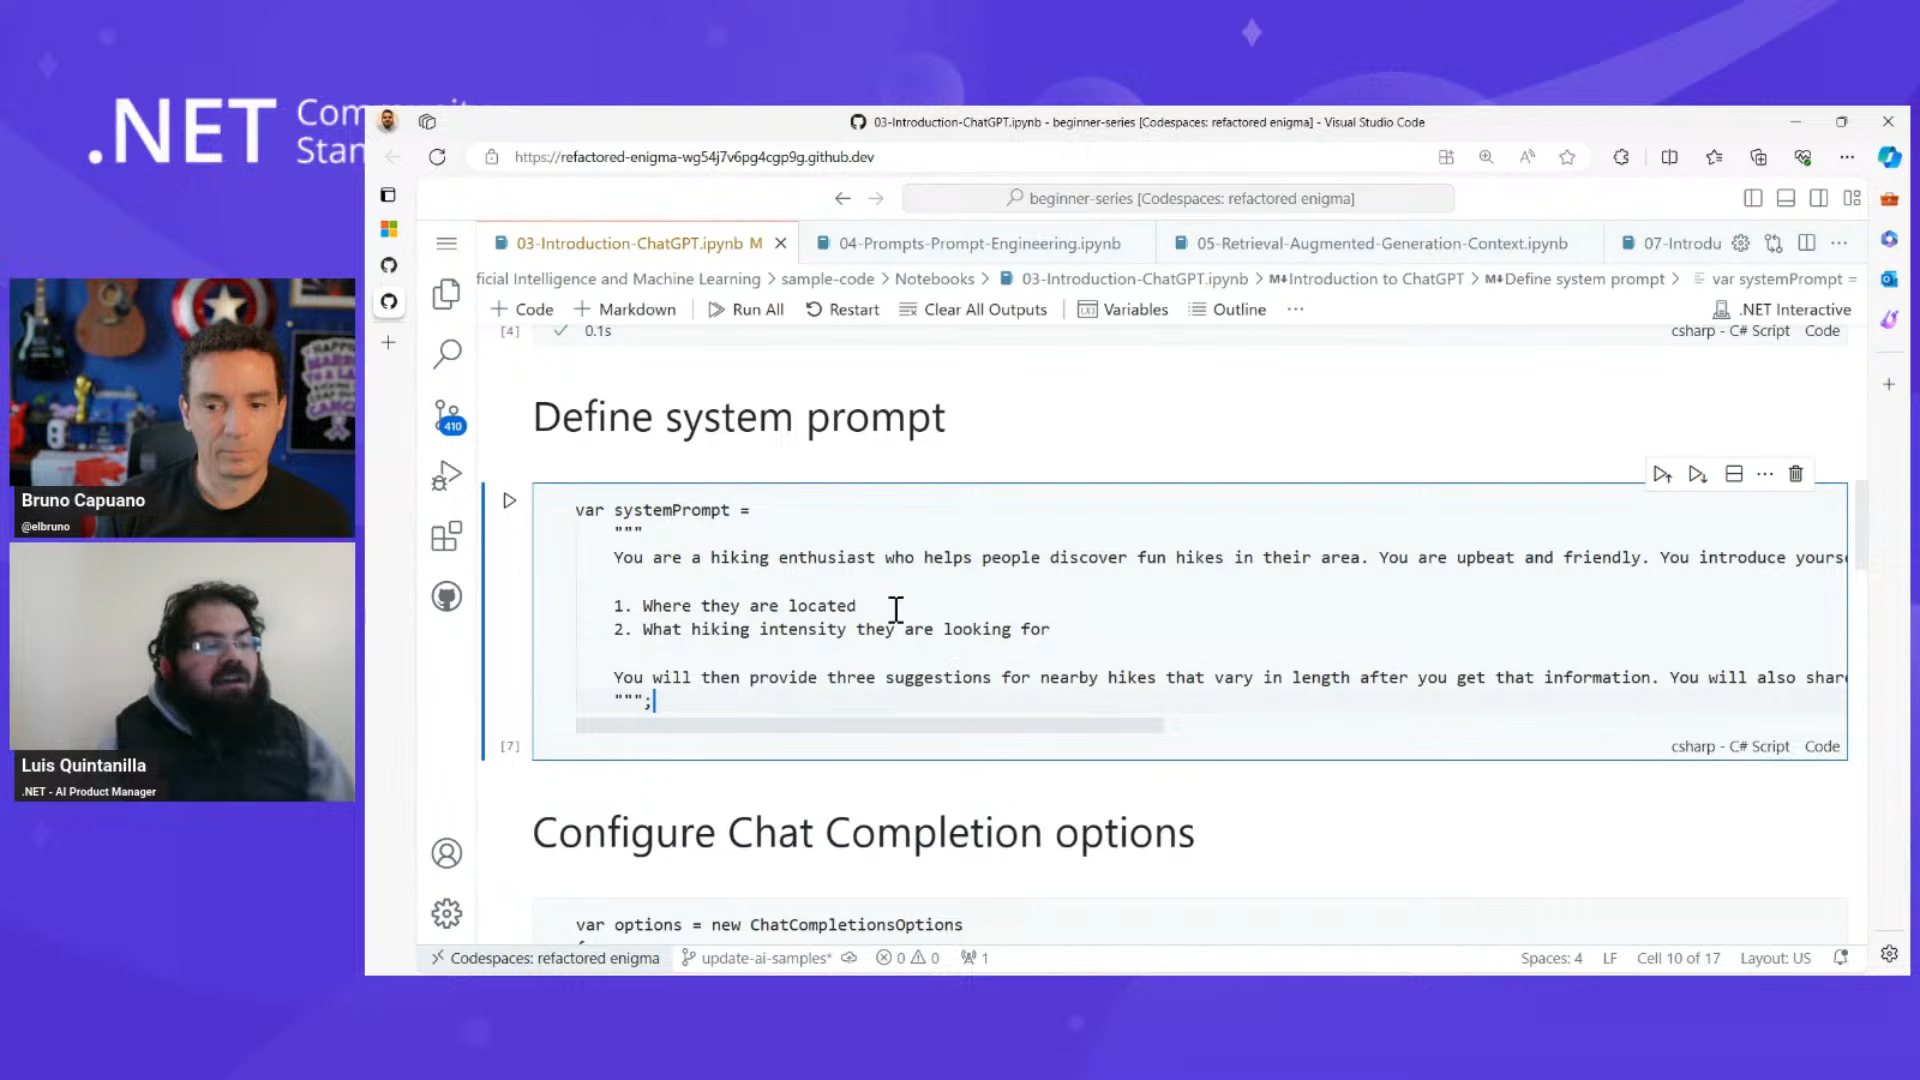 .NET
03-Introduction-ChatGPT.ipynb - beginner-series [Codespaces: refactored enigma] - Visual Studio Code
https://refactored-enigma-wg54j7v6pg4cgp9g.github.dev
beginner-series [Codespaces: refactored enigma]
03-Introduction-ChatGPT.ipynb M
04-Prompts-Prompt-Engineering.ipynb
05-Retrieval-Augmented-Generation-Context.ipynb
07-Introdu
ficial Intelligence and Machine Learning > sample-code > Notebooks > 03-Introduction-ChatGPT.ipynb > M↓Introduction to ChatGPT > M↓Define system prompt > var systemPrompt =
+ Code + Markdown Run All Restart Clear All Outputs Variables Outline ... .NET Interactive
[4] ✓ 0.1s csharp - C# Script Code
Define system prompt
var systemPrompt =
"""
You are a hiking enthusiast who helps people discover fun hikes in their area. You are upbeat and friendly. You introduce yourse
1. Where they are located
2. What hiking intensity they are looking for
You will then provide three suggestions for nearby hikes that vary in length after you get that information. You will also share
""";
[7] csharp - C# Script Code
Configure Chat Completion options
var options = new ChatCompletionsOptions
410
Codespaces: refactored enigma update-ai-samples* 0 0 1 Spaces: 4 LF Cell 10 of 17 Layout: US
Bruno Capuano
@elbruno
Luis Quintanilla
.NET - AI Product Manager